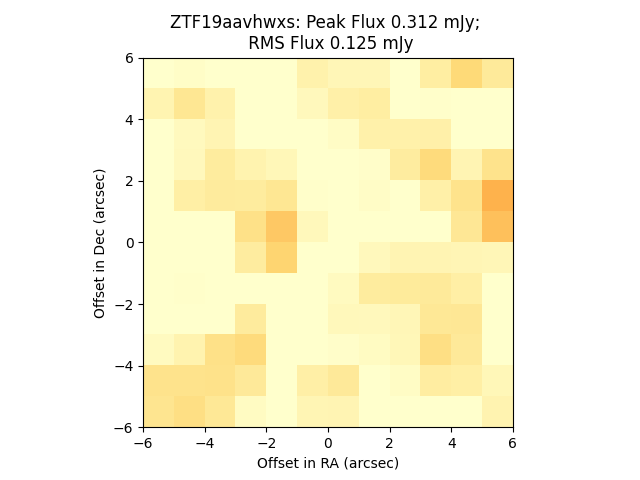 ZTF19aavhwxs: Peak Flux 0.312 mJy;
RMS Flux 0.125 mJy
6
4
2
0
−2
−4
−6
Offset in Dec (arcsec)
−6 −4 −2 0 2 4 6
Offset in RA (arcsec)